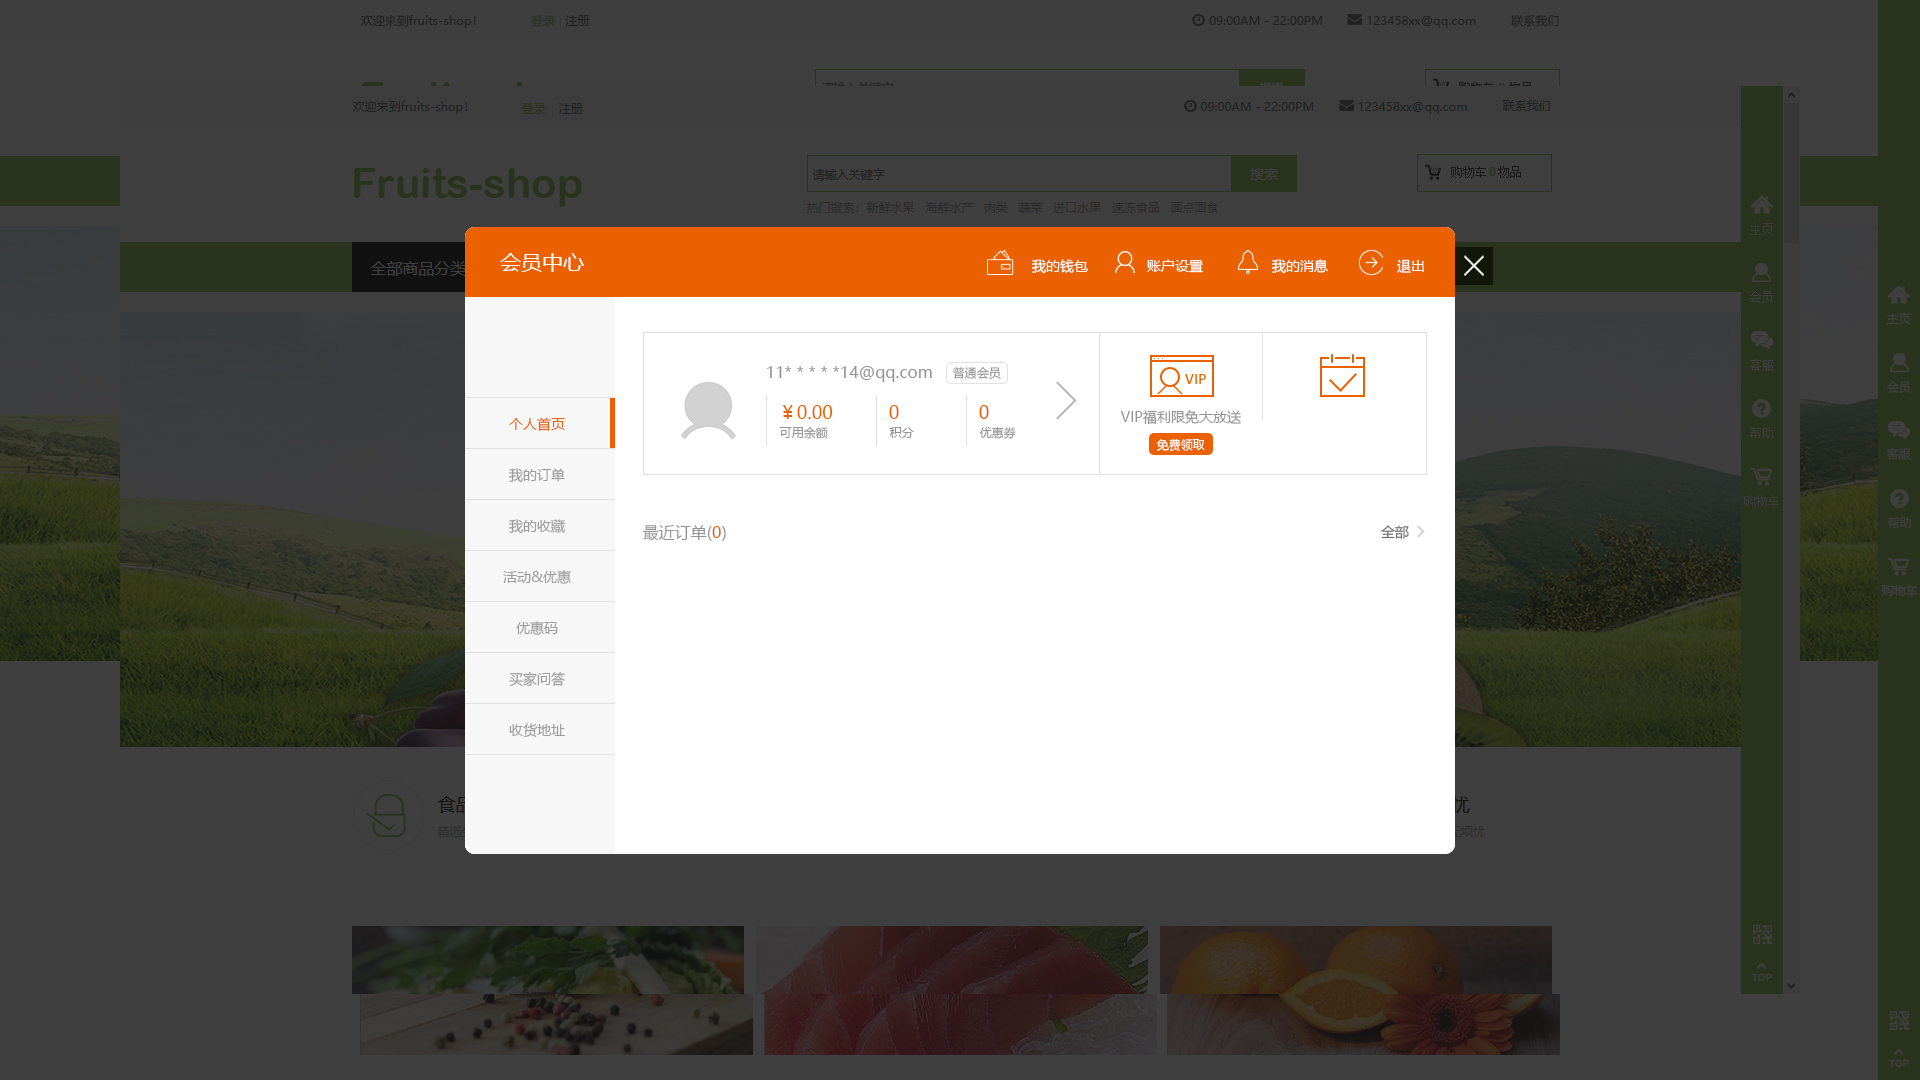 欢迎来到fruits-shop!
登录 | 注册
09:00AM - 22:00PM
123458xx@qq.com
联系我们
欢迎来到fruits-shop!
登录 | 注册
09:00AM - 22:00PM
123458xx@qq.com
联系我们
Fruits-shop
请输入关键字
搜索
购物车 0 物品
热门搜索: 新鲜水果 海鲜水产 肉类 蔬菜 进口水果 速冻食品 面点面食
全部商品分类
会员中心
我的钱包
账户设置
我的消息
退出
11* * * * *14@qq.com
普通会员
¥0.00
0
0
可用余额
积分
优惠券
VIP
VIP福利限免大放送
免费领取
个人首页
我的订单
我的收藏
活动&优惠
优惠码
买家问答
收货地址
最近订单(0)
全部
主页
会员
客服
帮助
购物车
TOP
主页
会员
客服
帮助
购物车
TOP